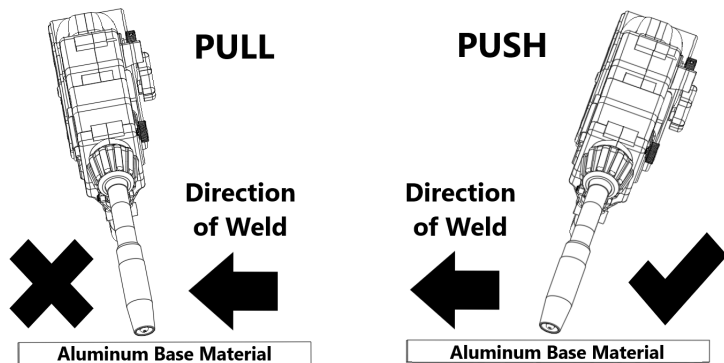 PULL
Direction
of Weld
Aluminum Base Material
PUSH
Direction
of Weld
Aluminum Base Material